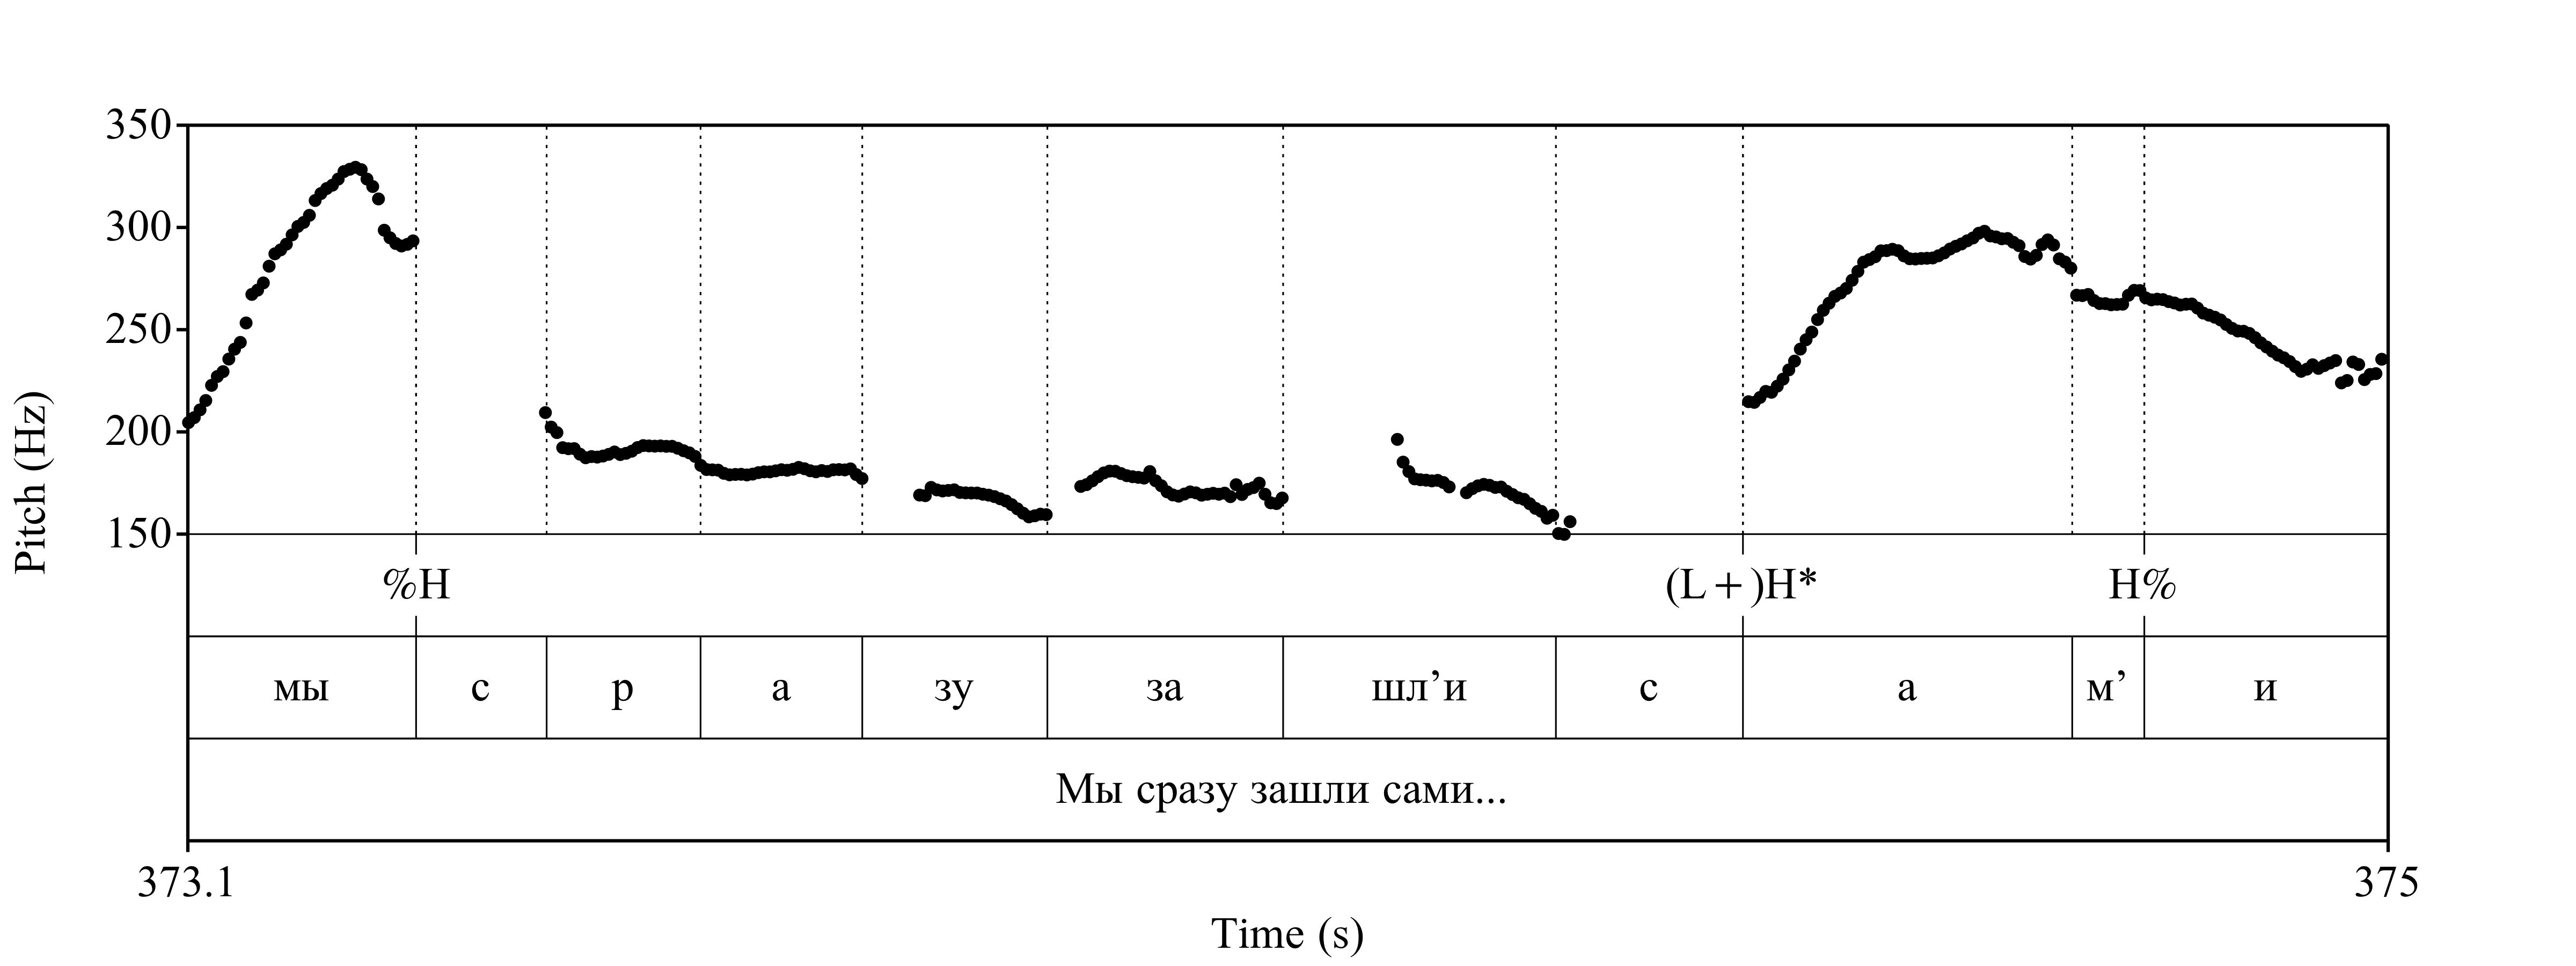 350
300
250
200
150
Pitch (Hz)
%H (L+)H* H%
мы с р а зу за шл’и с а м’ и
Мы сразу зашли сами...
373.1 375
Time (s)